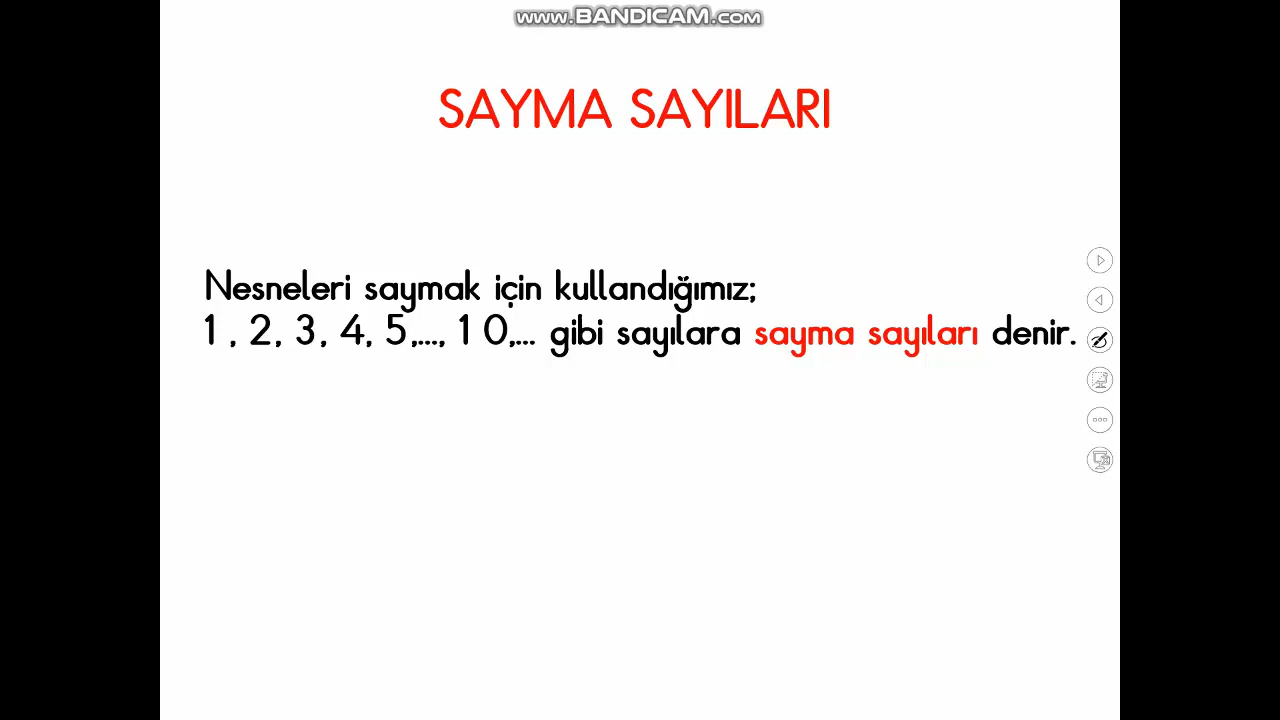 www.BANDICAM.com
SAYMA SAYILARI
Nesneleri saymak için kullandığımız;
1 , 2, 3, 4, 5,..., 1 0,... gibi sayılara sayma sayıları denir.